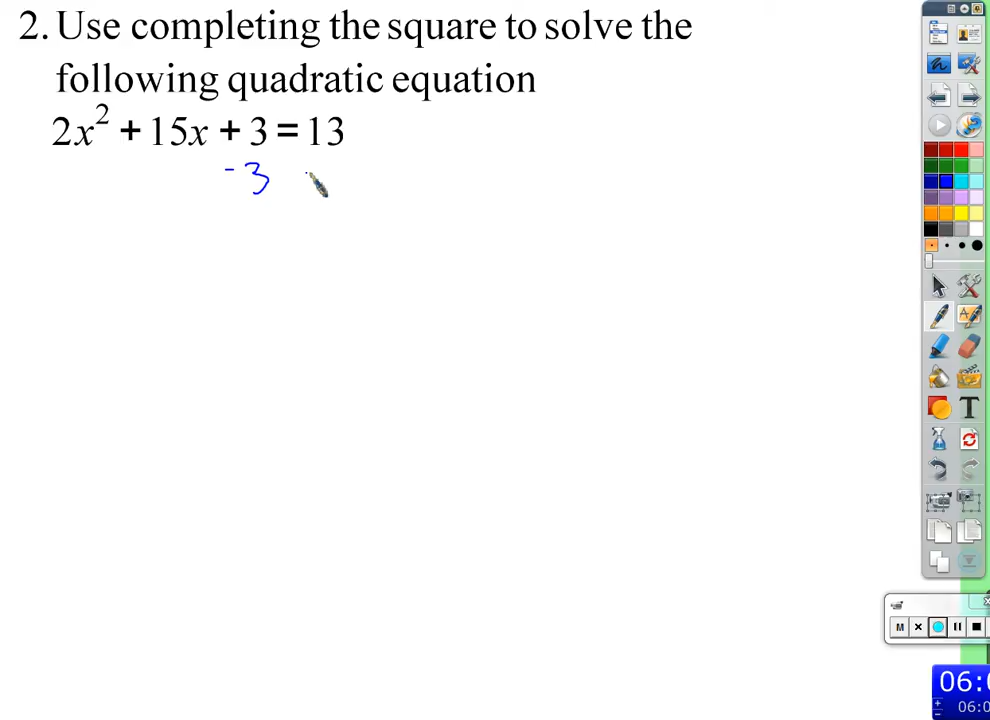 2. Use completing the square to solve the
following quadratic equation
2x² + 15x + 3 = 13
-3
M
06:
06:0